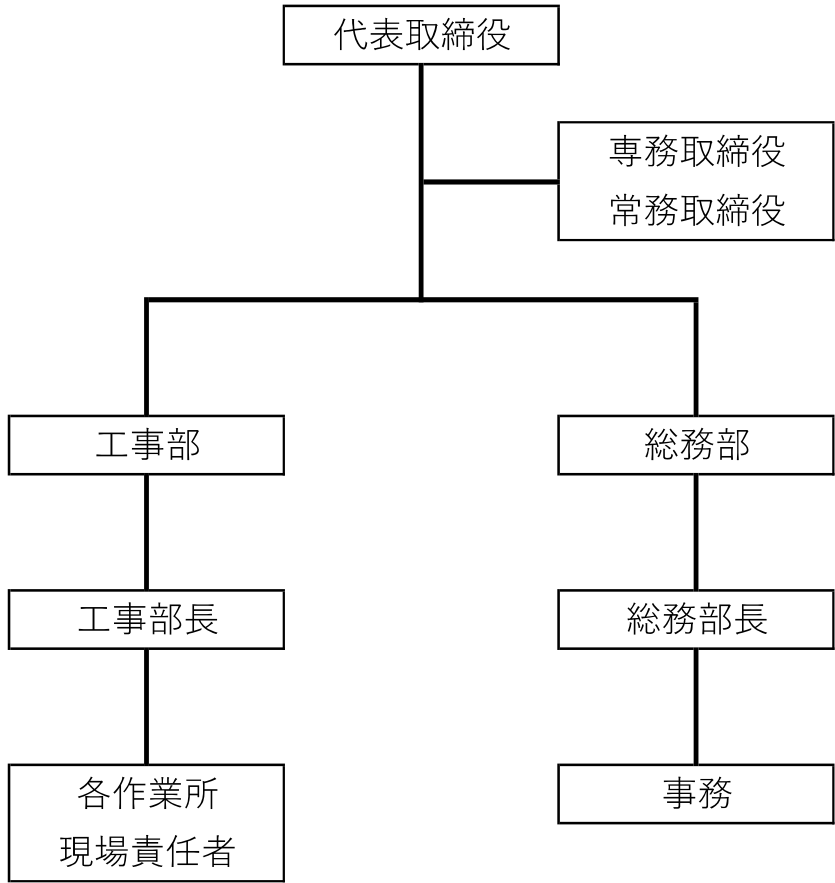 代表取締役
専務取締役
常務取締役
工事部
総務部
工事部長
総務部長
各作業所
現場責任者
事務